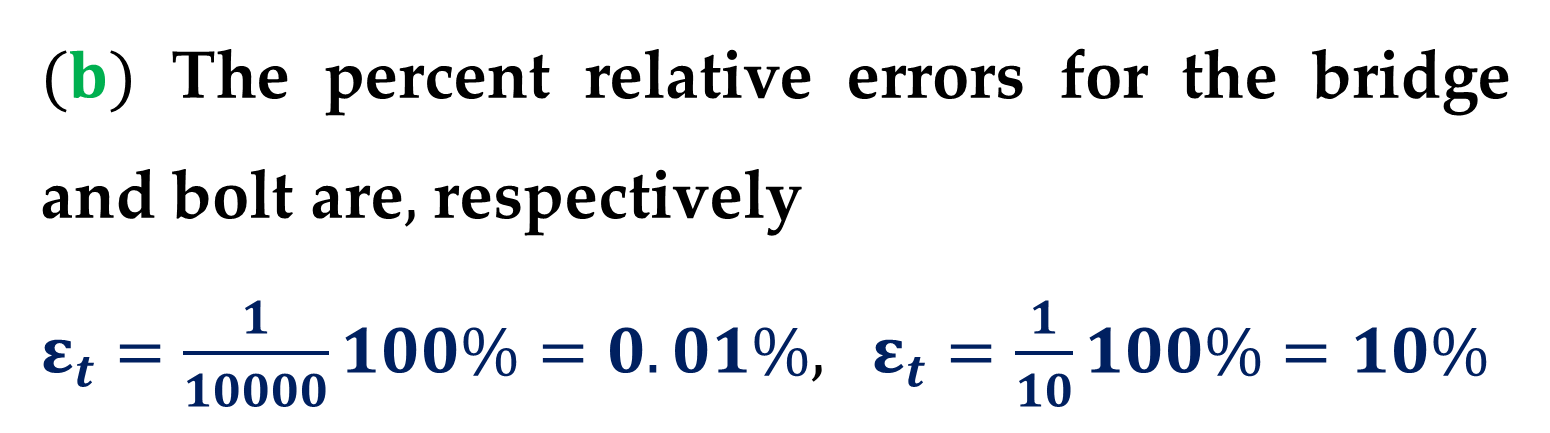 (b) The percent relative errors for the bridge
and bolt are, respectively
εₜ = 1/10000 100% = 0.01%, εₜ = 1/10 100% = 10%